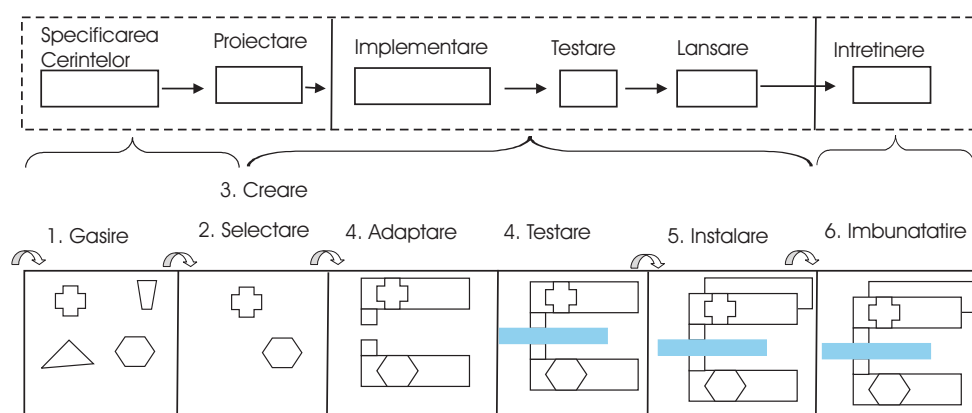 Specificarea
Cerintelor
Proiectare
Implementare
Testare
Lansare
Intretinere
3. Creare
1. Gasire
2. Selectare
4. Adaptare
4. Testare
5. Instalare
6. Imbunatatire